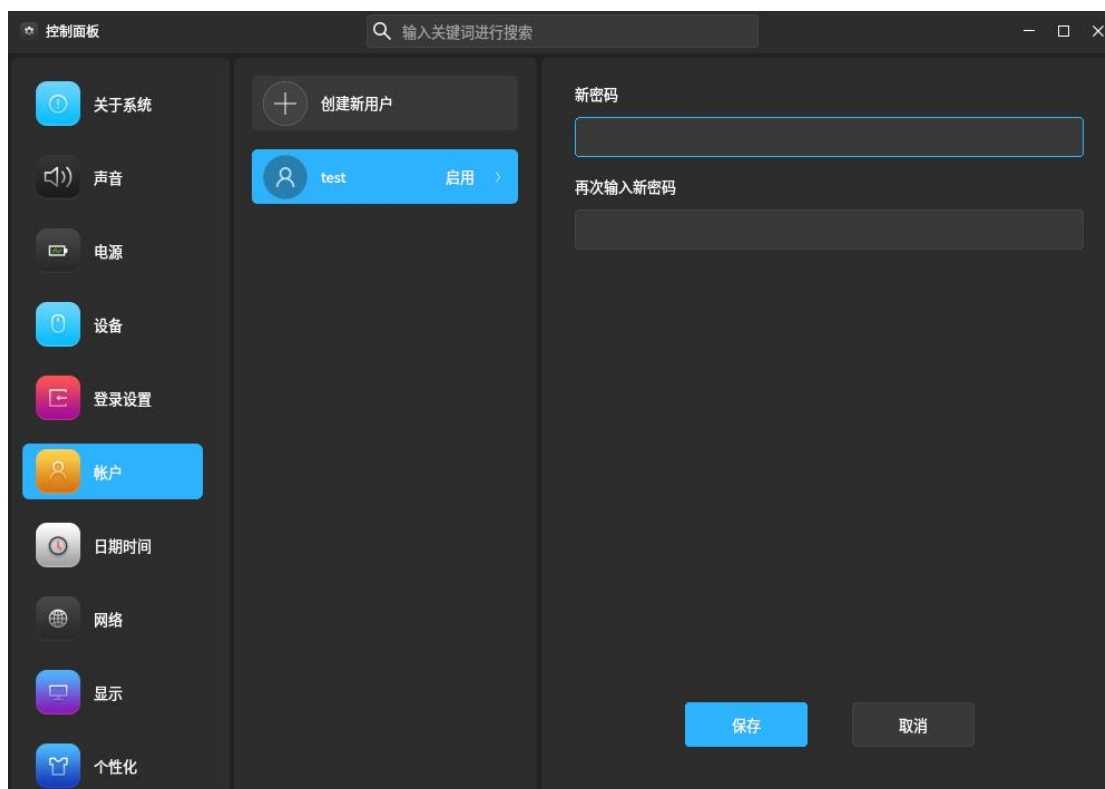 控制面板
输入关键词进行搜索
关于系统
声音
电源
设备
登录设置
帐户
日期时间
网络
显示
个性化
创建新用户
test 启用
新密码
再次输入新密码
保存 取消